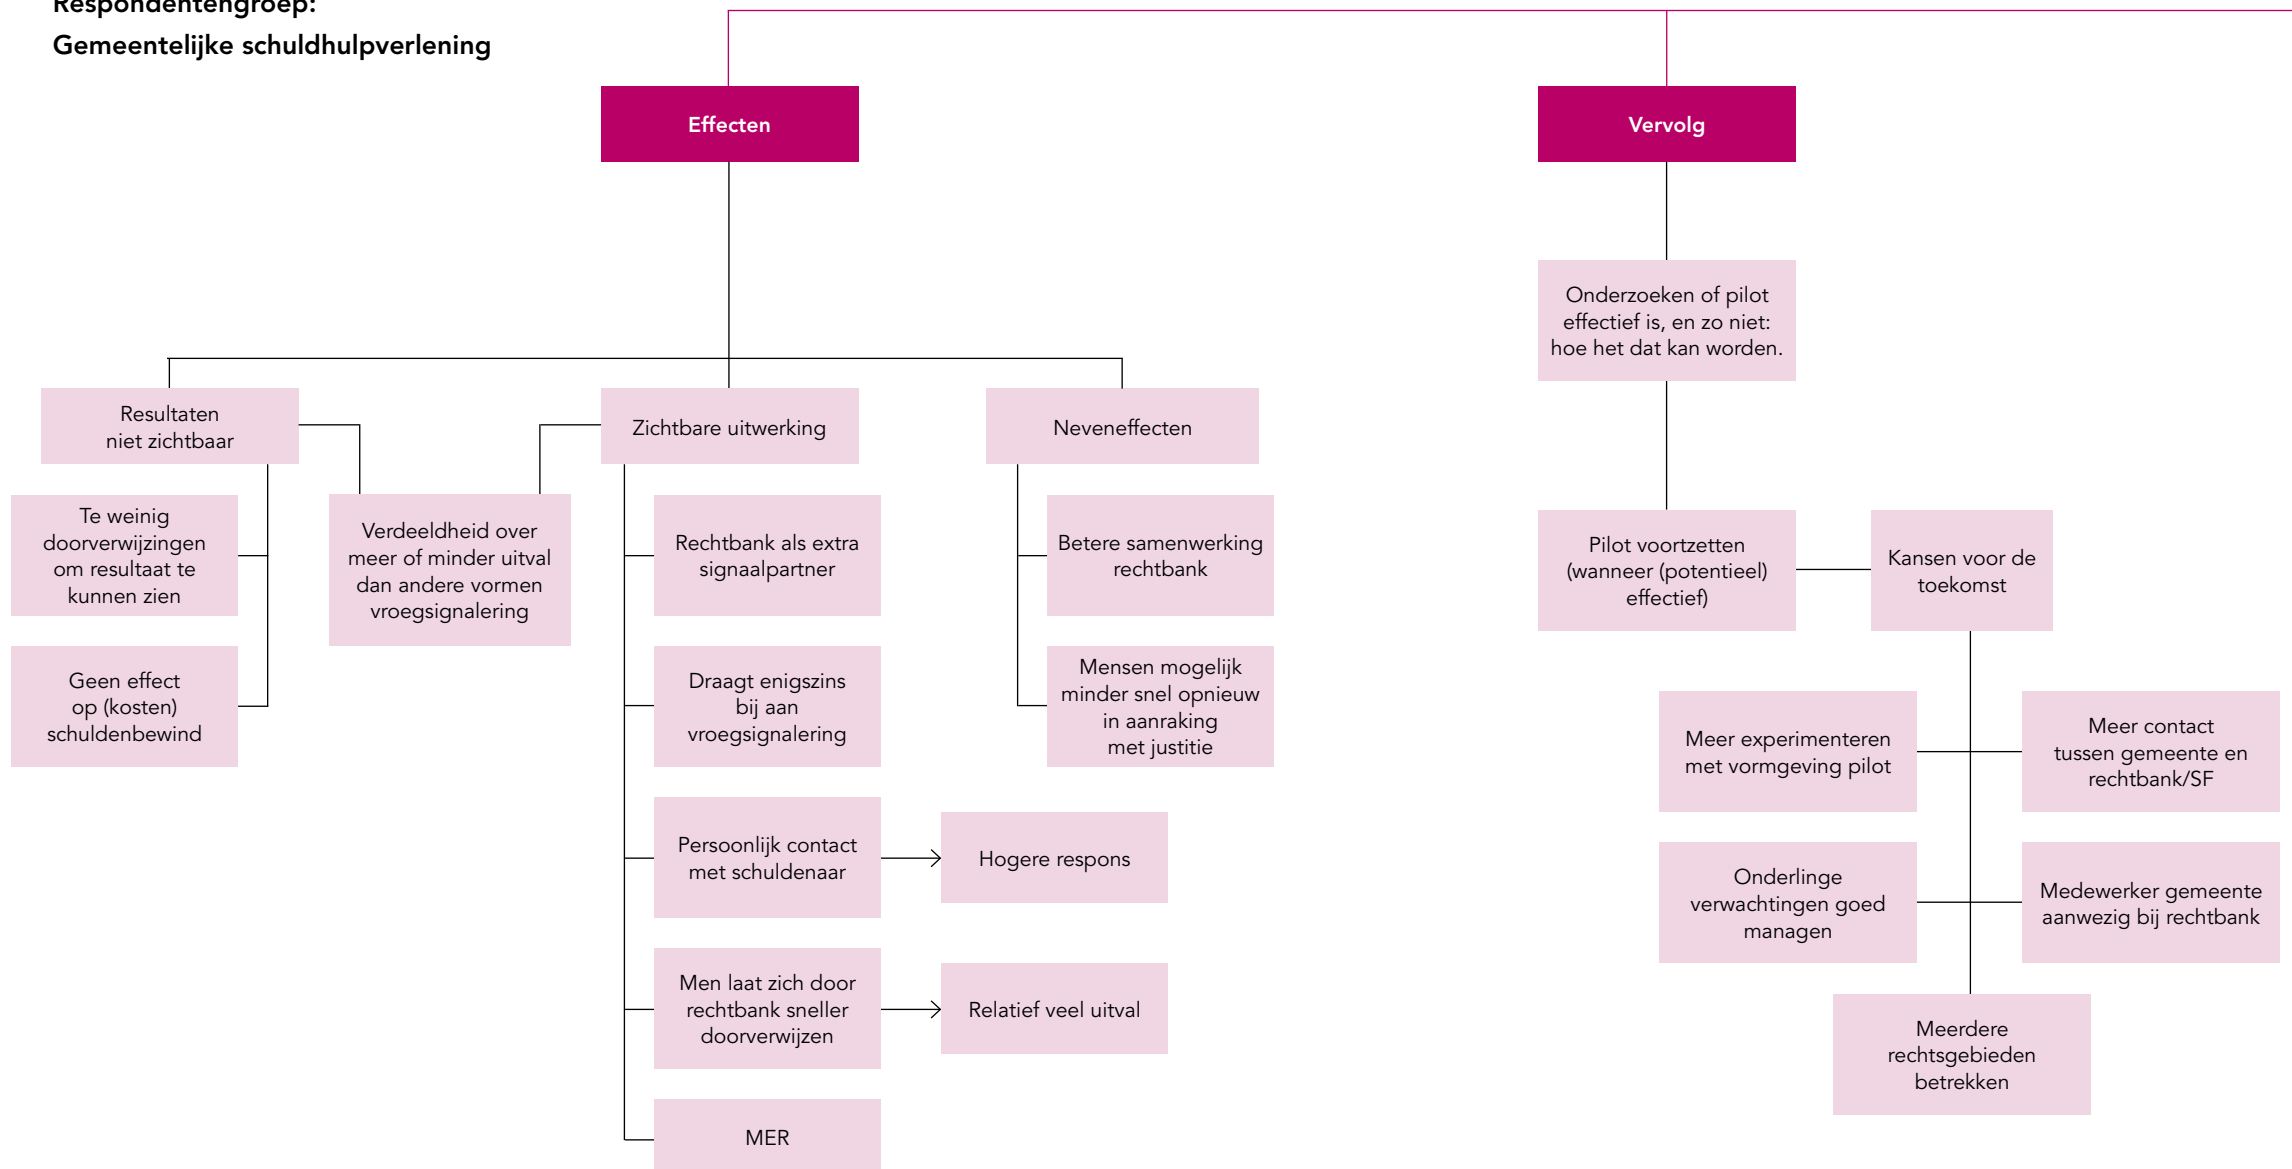 Respondentengroep:
Gemeentelijke schuldhulpverlening
Effecten
Vervolg
Onderzoeken of pilot
effectief is, en zo niet:
hoe het dat kan worden.
Resultaten
niet zichtbaar
Zichtbare uitwerking
Neveneffecten
Te weinig
doorverwijzingen
om resultaat te
kunnen zien
Verdeeldheid over
meer of minder uitval
dan andere vormen
vroegsignalering
Rechtbank als extra
signaalpartner
Betere samenwerking
rechtbank
Pilot voortzetten
(wanneer (potentieel)
effectief)
Kansen voor de
toekomst
Geen effect
op (kosten)
schuldenbewind
Draagt enigszins
bij aan
vroegsignalering
Mensen mogelijk
minder snel opnieuw
in aanraking
met justitie
Meer experimenteren
met vormgeving pilot
Meer contact
tussen gemeente en
rechtbank/SF
Persoonlijk contact
met schuldenaar
Hogere respons
Onderlinge
verwachtingen goed
managen
Medewerker gemeente
aanwezig bij rechtbank
Men laat zich door
rechtbank sneller
doorverwijzen
Relatief veel uitval
Meerdere
rechtsgebieden
betrekken
MER